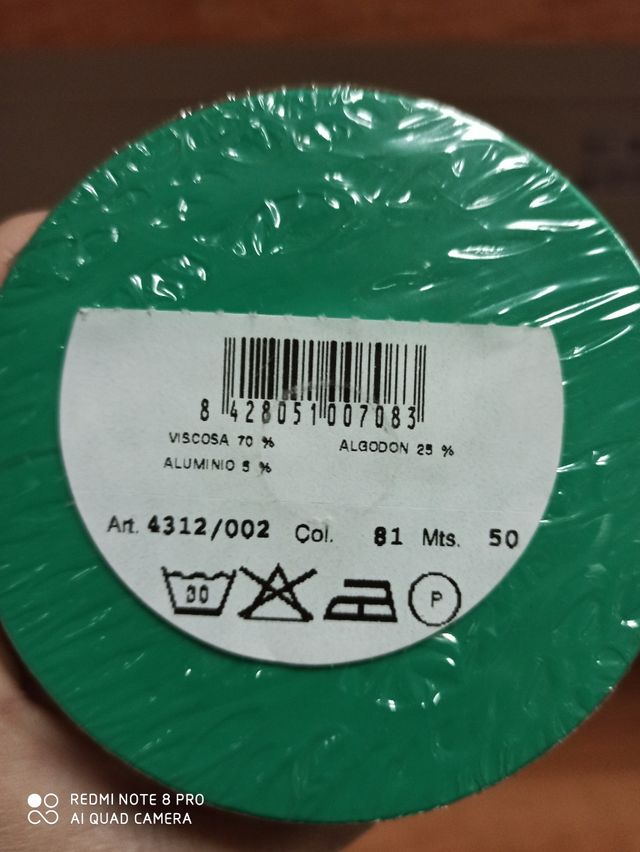 8 428051 007083
VISCOSA 70 % ALGODON 25 %
ALUMINIO 5 %
Art. 4312/002 Col. 81 Mts. 50
30 P
REDMI NOTE 8 PRO
AI QUAD CAMERA